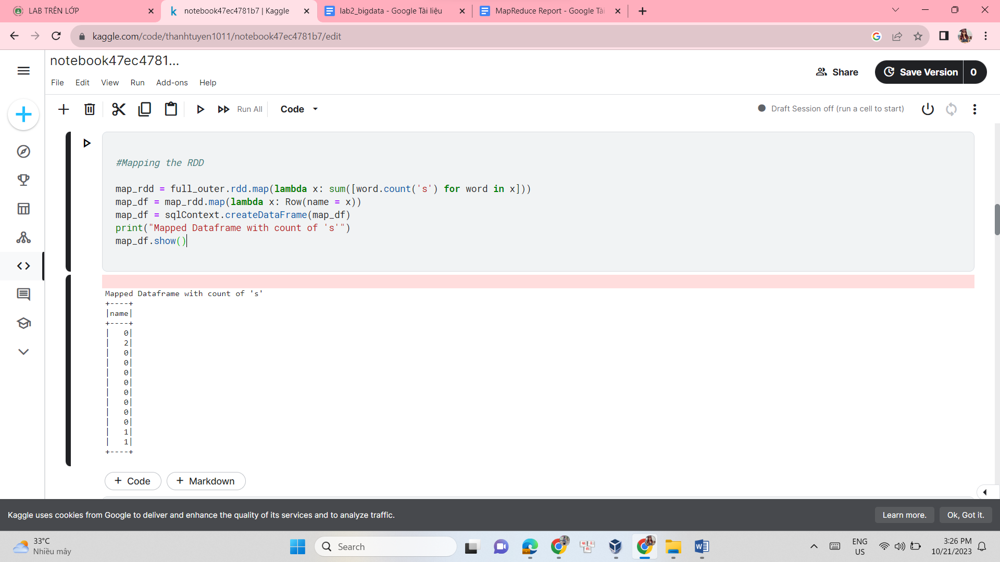 LAB TRÊN LỚP
notebook47ec4781b7 | Kaggle
lab2_bigdata - Google Tài liệu
MapReduce Report - Google Tài
kaggle.com/code/thanhtuyen1011/notebook47ec4781b7/edit
notebook47ec4781...
File Edit View Run Add-ons Help
Share
Save Version 0
Run All
Code
Draft Session off (run a cell to start)
#Mapping the RDD
map_rdd = full_outer.rdd.map(lambda x: sum([word.count('s') for word in x]))
map_df = map_rdd.map(lambda x: Row(name = x))
map_df = sqlContext.createDataFrame(map_df)
print("Mapped Dataframe with count of 's'")
map_df.show()
Mapped Dataframe with count of 's'
+----+
|name|
+----+
|   0|
|   2|
|   0|
|   0|
|   0|
|   0|
|   0|
|   0|
|   0|
|   0|
|   1|
|   1|
+----+
+ Code
+ Markdown
Kaggle uses cookies from Google to deliver and enhance the quality of its services and to analyze traffic.
Learn more.
Ok, Got it.
33°C
Nhiều mây
Search
ENG
US
3:26 PM
10/21/2023